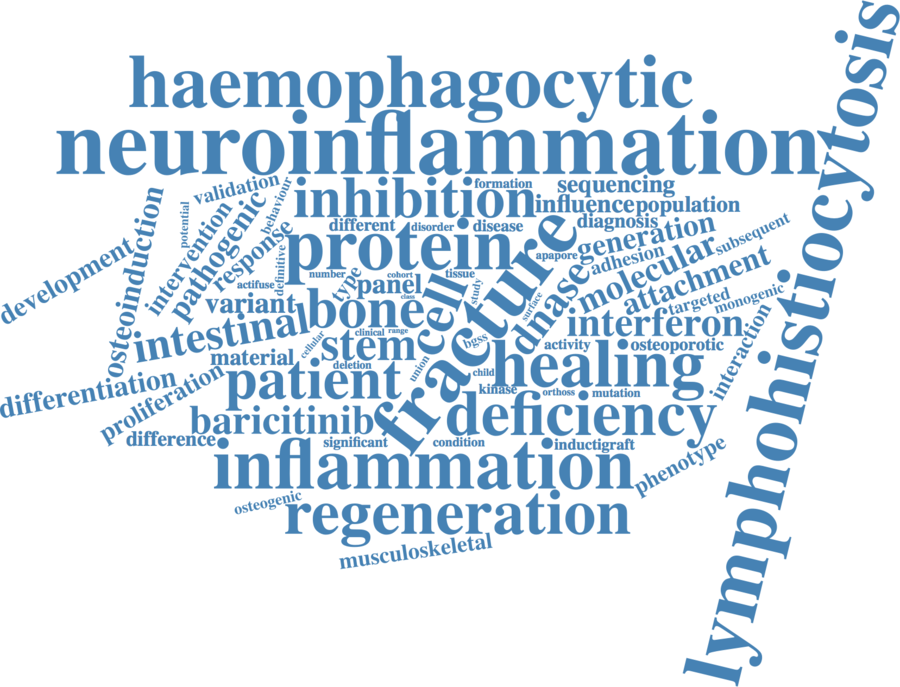 haemophagocytic
neuroinflammation
lymphohistiocytosis
validation
inhibition
formation
sequencing
influence
population
potential
behaviour
intervention
pathogenic
response
osteoinduction
development
different
disorder
disease
diagnosis
generation
protein
fracture
apapore
adhesion
molecular
subsequent
definitive
number
cohort
tissue
type
panel
class
cell
study
surface
dnase
attachment
targeted
monogenic
actifuse
variant
bone
intestinal
interferon
cellular
clinical
range
stem
bgss
activity
osteoporotic
interaction
material
deletion
union
child
healing
differentiation
proliferation
patient
kinase
orthoss
mutation
baricitinib
deficiency
difference
significant
condition
inductigraft
phenotype
inflammation
osteogenic
regeneration
musculoskeletal